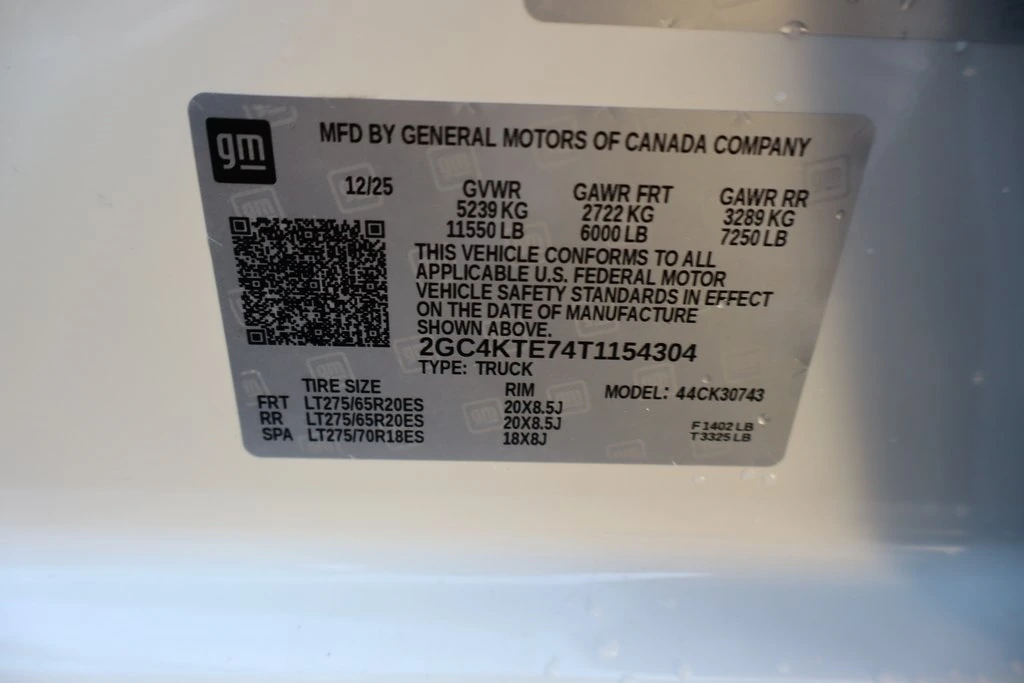 gm
MFD BY GENERAL MOTORS OF CANADA COMPANY
12/25 GVWR GAWR FRT GAWR RR
5239 KG 2722 KG 3289 KG
11550 LB 6000 LB 7250 LB
THIS VEHICLE CONFORMS TO ALL
APPLICABLE U.S. FEDERAL MOTOR
VEHICLE SAFETY STANDARDS IN EFFECT
ON THE DATE OF MANUFACTURE
SHOWN ABOVE.
2GC4KTE74T1154304
TYPE: TRUCK
TIRE SIZE RIM MODEL: 44CK30743
FRT LT275/65R20ES 20X8.5J
RR LT275/65R20ES 20X8.5J
SPA LT275/70R18ES 18X8J
F1402 LB
T3325 LB